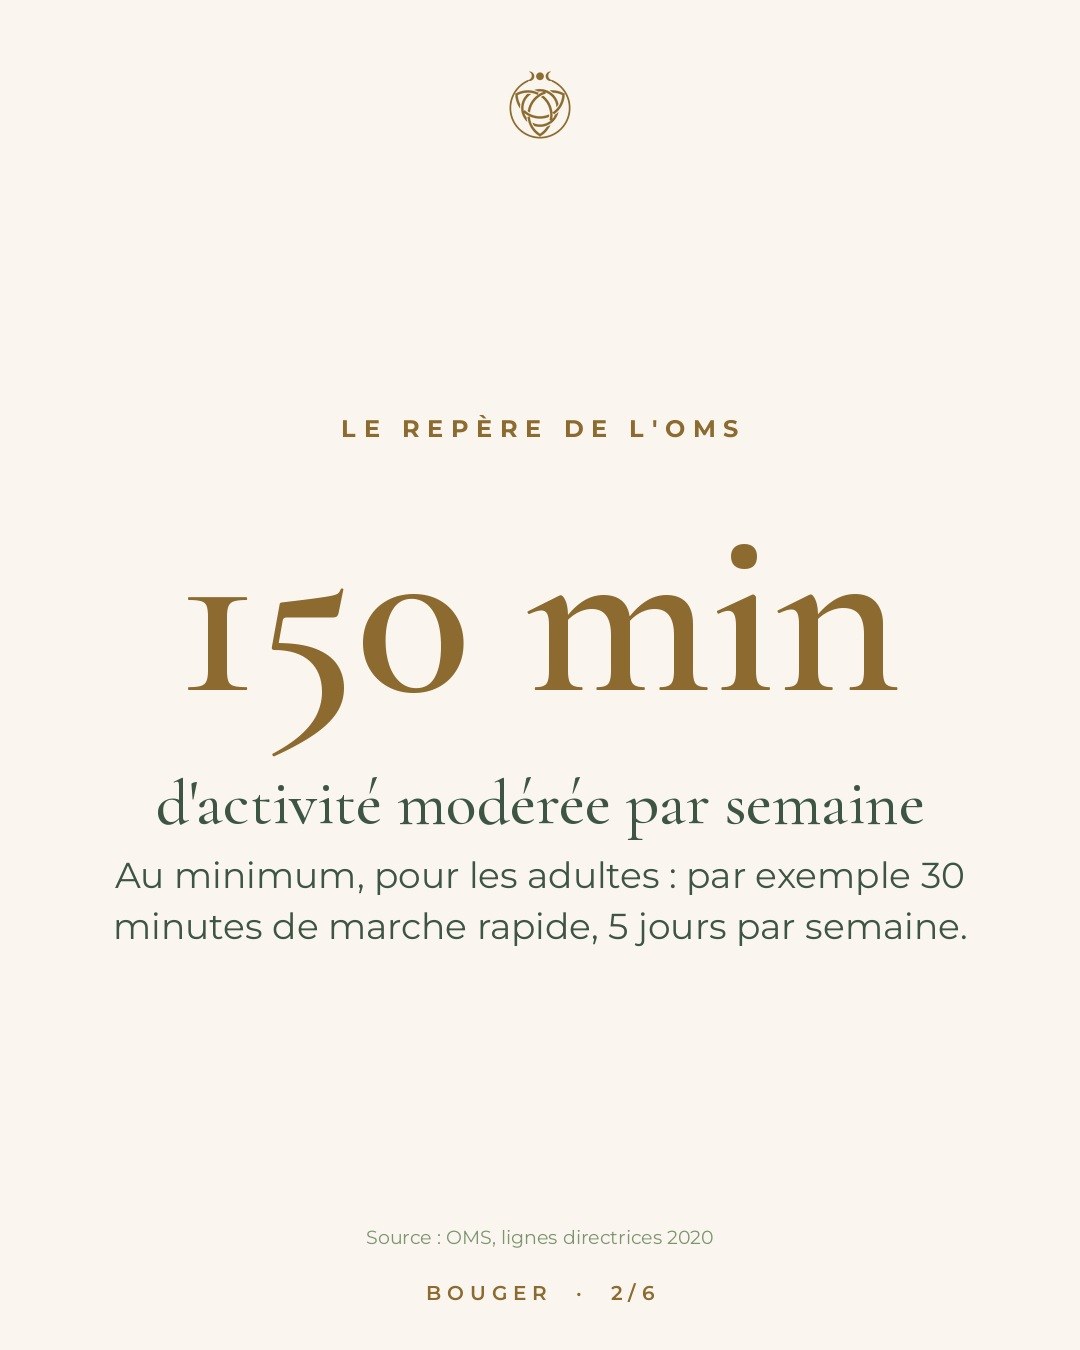 LE REPÈRE DE L'OMS
150 min
d'activité modérée par semaine
Au minimum, pour les adultes : par exemple 30
minutes de marche rapide, 5 jours par semaine.
Source : OMS, lignes directrices 2020
BOUGER · 2/6